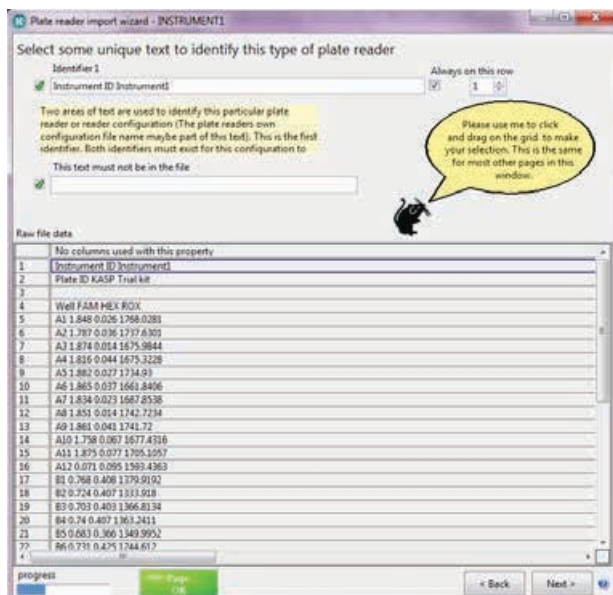 Plate reader import wizard - INSTRUMENT1
Select some unique text to identify this type of plate reader
Identifier 1
Always on this row
Instrument ID Instrument1
1
Two areas of text are used to identify this particular plate
reader or reader configuration (The plate readers own
configuration file name maybe part of this text). This is the first
identifier. Both identifiers must exist for this configuration to
Please use me to click
and drag on the grid to make
your selection. This is the same
for most other pages in this
window.
This text must not be in the file
Raw file data
No columns used with this property
1 Instrument ID Instrument1
2 Plate ID KASP Trial kit
3
4 Well FAM HEX ROX
5 A1 1.848 0.026 1768.0281
6 A2 1.787 0.036 1737.6301
7 A3 1.874 0.014 1675.9844
8 A4 1.816 0.044 1675.3228
9 A5 1.882 0.027 1734.93
10 A6 1.865 0.037 1661.8406
11 A7 1.834 0.023 1687.8538
12 A8 1.851 0.014 1742.7234
13 A9 1.861 0.041 1741.72
14 A10 1.758 0.067 1677.4316
15 A11 1.875 0.077 1705.1057
16 A12 0.071 0.095 1593.4363
17 B1 0.768 0.408 1379.9192
18 B2 0.724 0.407 1333.918
19 B3 0.703 0.403 1366.8134
20 B4 0.74 0.407 1363.2411
21 B5 0.683 0.366 1349.9952
22 B6 0.731 0.425 1244.612
progress
Page
OK
< Back
Next >